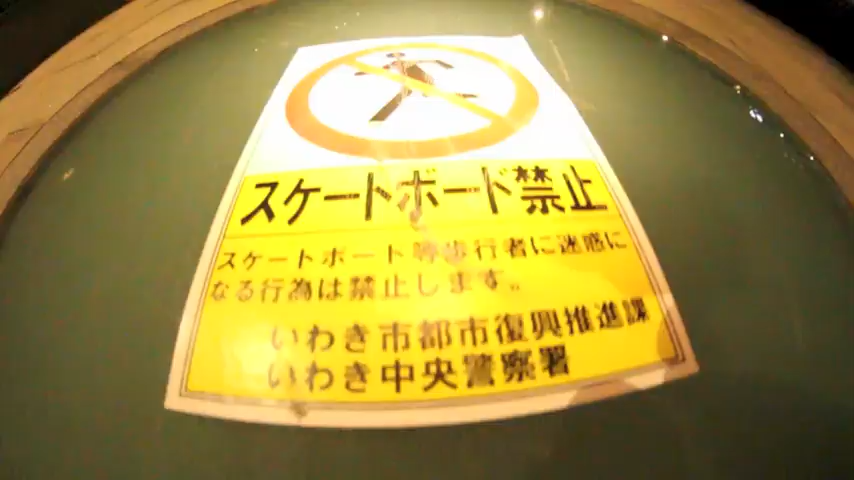 スケートボード禁止
スケートボード等歩行者に迷惑に
なる行為は禁止します。
いわき市都市復興推進課
いわき中央警察署